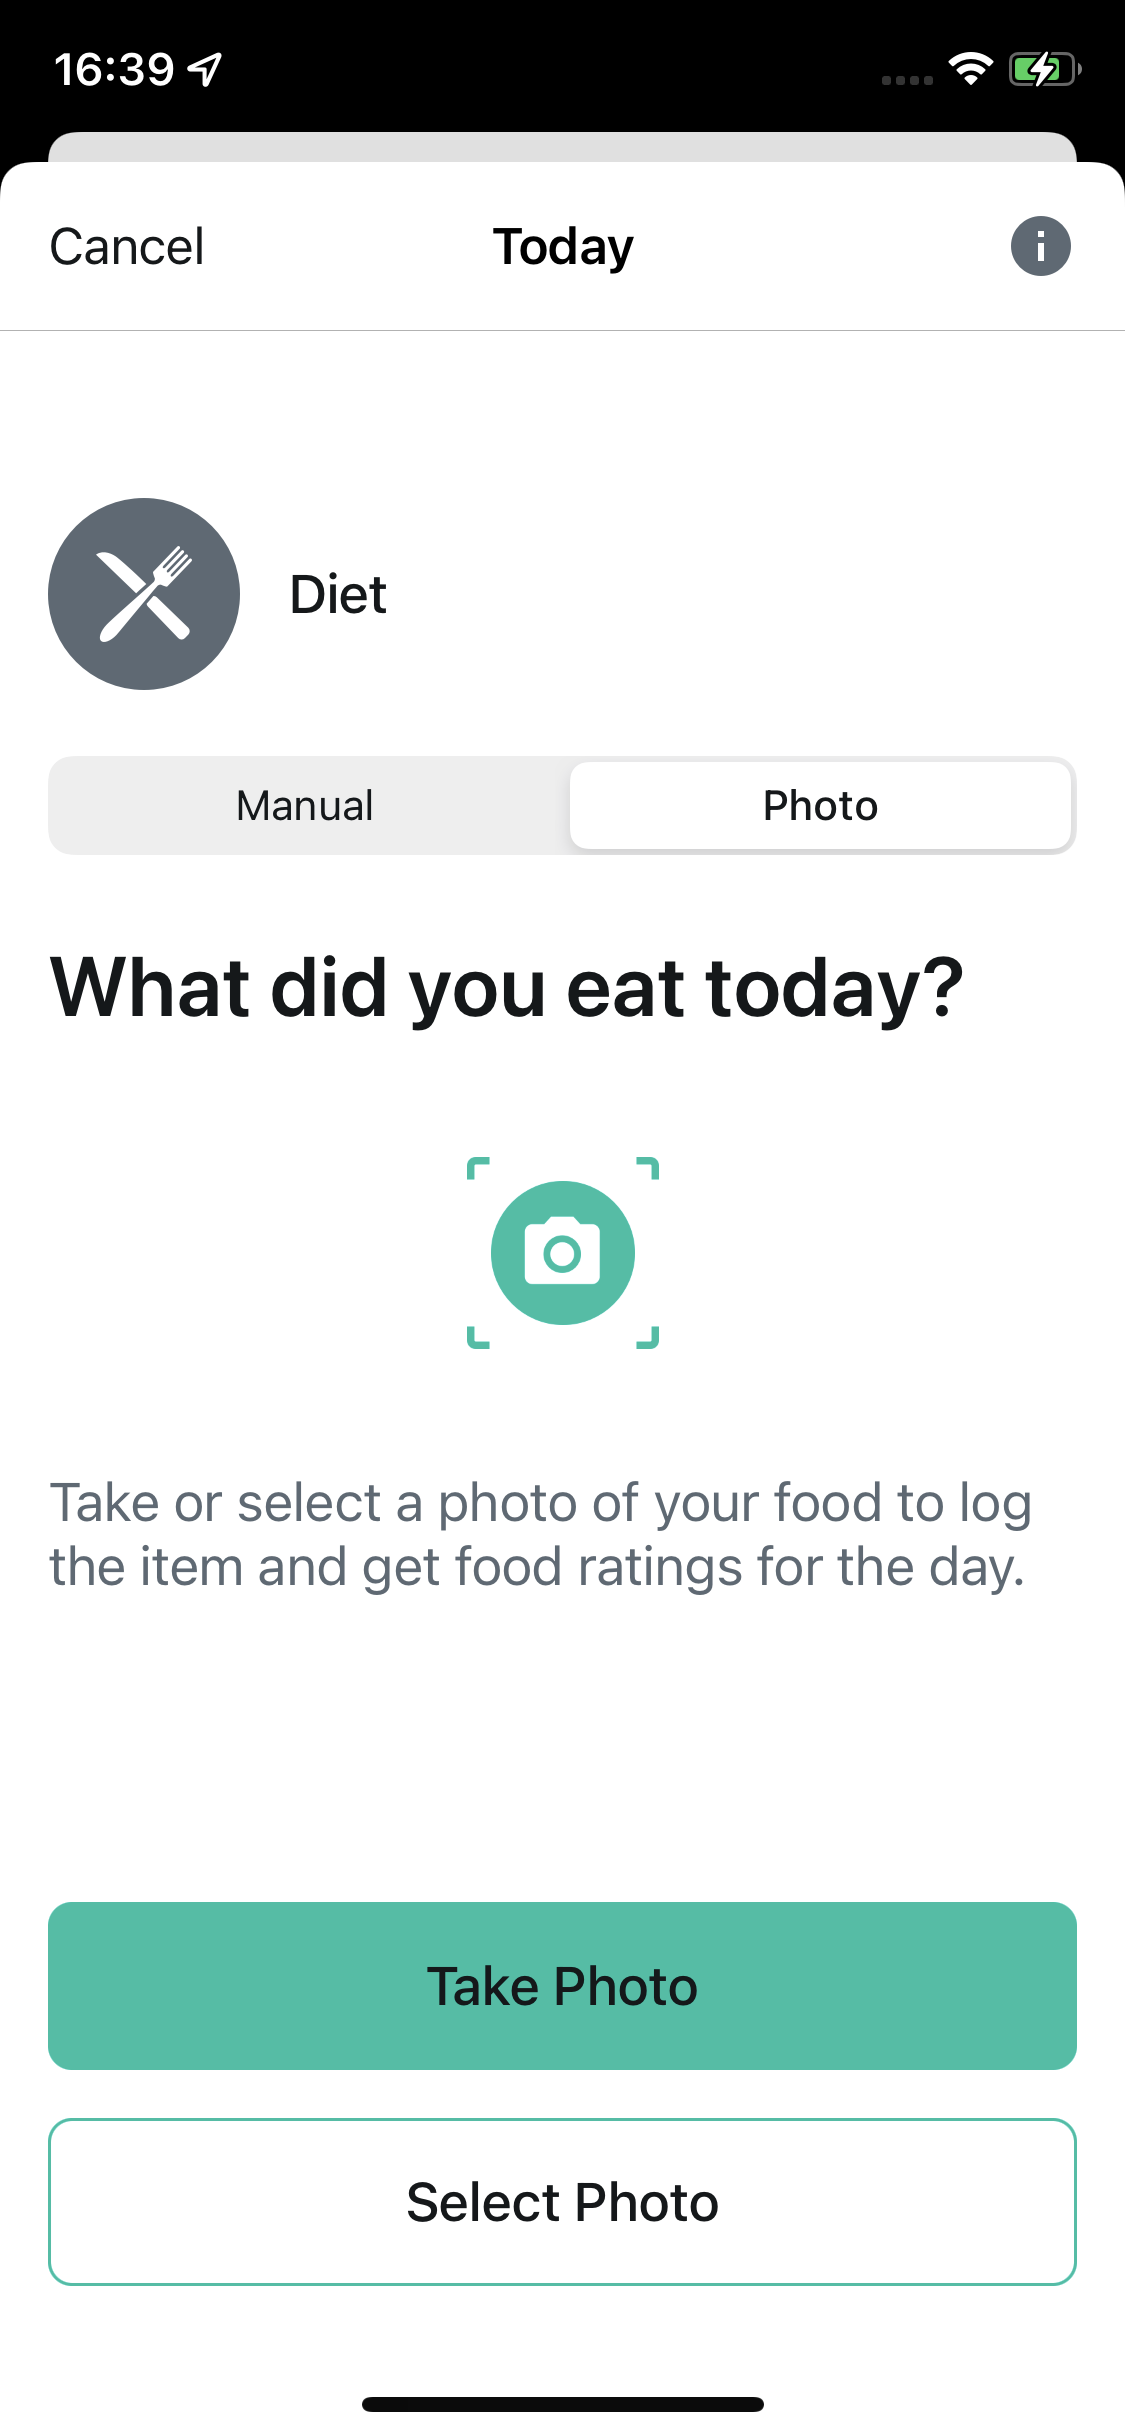 16:39
Cancel
Today
Diet
Manual
Photo
What did you eat today?
Take or select a photo of your food to log
the item and get food ratings for the day.
Take Photo
Select Photo